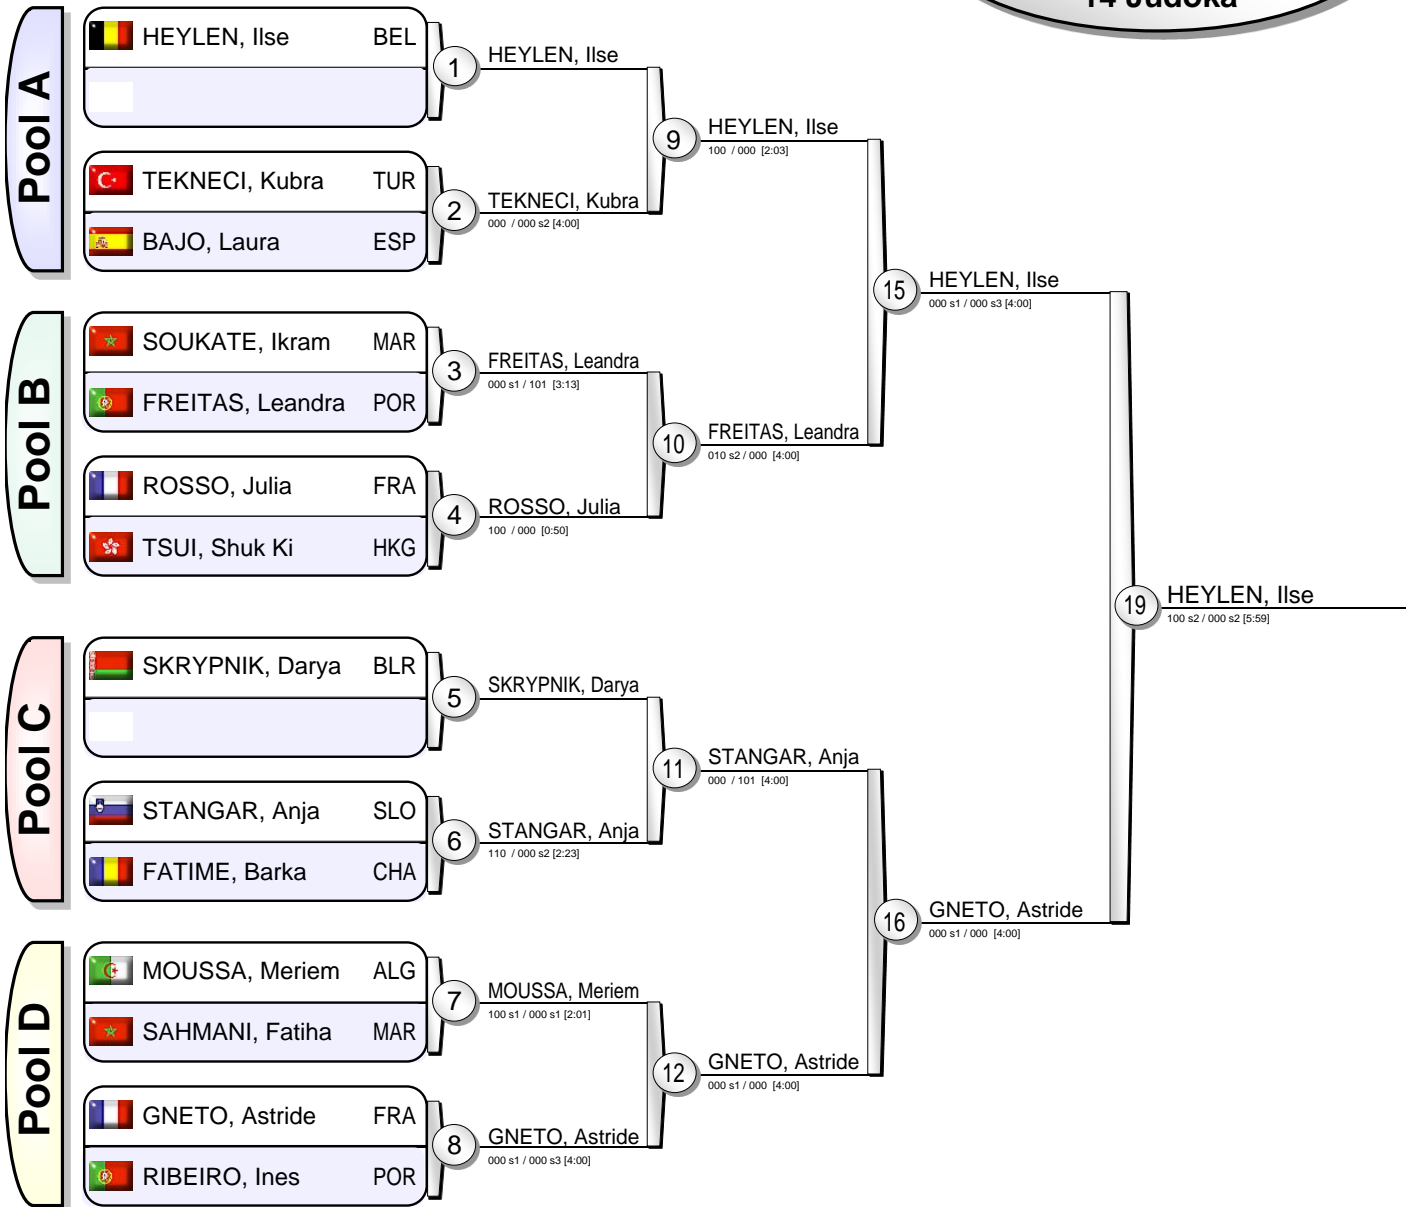 14 Judoka
Pool A
HEYLEN, Ilse BEL
TEKNECI, Kubra TUR
BAJO, Laura ESP
Pool B
SOUKATE, Ikram MAR
FREITAS, Leandra POR
ROSSO, Julia FRA
TSUI, Shuk Ki HKG
Pool C
SKRYPNIK, Darya BLR
STANGAR, Anja SLO
FATIME, Barka CHA
Pool D
MOUSSA, Meriem ALG
SAHMANI, Fatiha MAR
GNETO, Astride FRA
RIBEIRO, Ines POR
1
HEYLEN, Ilse
2
TEKNECI, Kubra
000 / 000 s2 [4:00]
3
FREITAS, Leandra
000 s1 / 101 [3:13]
4
ROSSO, Julia
100 / 000 [0:50]
5
SKRYPNIK, Darya
6
STANGAR, Anja
110 / 000 s2 [2:23]
7
MOUSSA, Meriem
100 s1 / 000 s1 [2:01]
8
GNETO, Astride
000 s1 / 000 s3 [4:00]
9
HEYLEN, Ilse
100 / 000 [2:03]
10
FREITAS, Leandra
010 s2 / 000 [4:00]
11
STANGAR, Anja
000 / 101 [4:00]
12
GNETO, Astride
000 s1 / 000 [4:00]
15
HEYLEN, Ilse
000 s1 / 000 s3 [4:00]
16
GNETO, Astride
000 s1 / 000 [4:00]
19
HEYLEN, Ilse
100 s2 / 000 s2 [5:59]